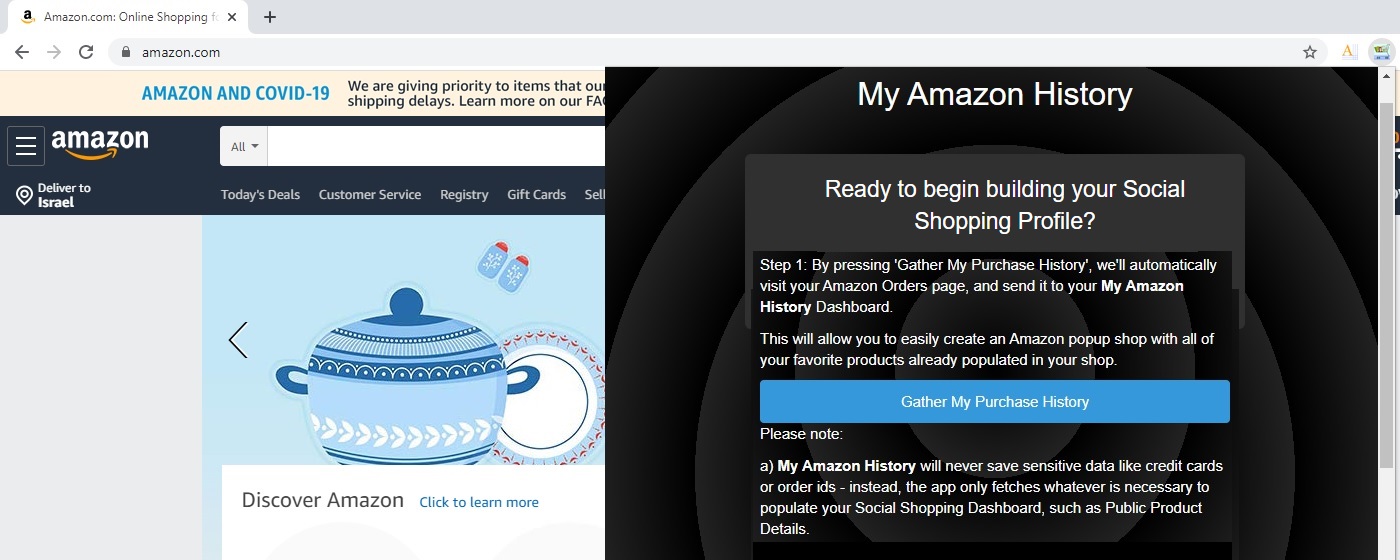 Amazon.com: Online Shopping fo
amazon.com
AMAZON AND COVID-19
We are giving priority to items that our
shipping delays. Learn more on our FAQ
amazon
All
Deliver to
Israel
Today's Deals
Customer Service
Registry
Gift Cards
Sell
Discover Amazon
Click to learn more
My Amazon History
Ready to begin building your Social
Shopping Profile?
Step 1: By pressing 'Gather My Purchase History', we'll automatically
visit your Amazon Orders page, and send it to your My Amazon
History Dashboard.
This will allow you to easily create an Amazon popup shop with all of
your favorite products already populated in your shop.
Gather My Purchase History
Please note:
a) My Amazon History will never save sensitive data like credit cards
or order ids - instead, the app only fetches whatever is necessary to
populate your Social Shopping Dashboard, such as Public Product
Details.